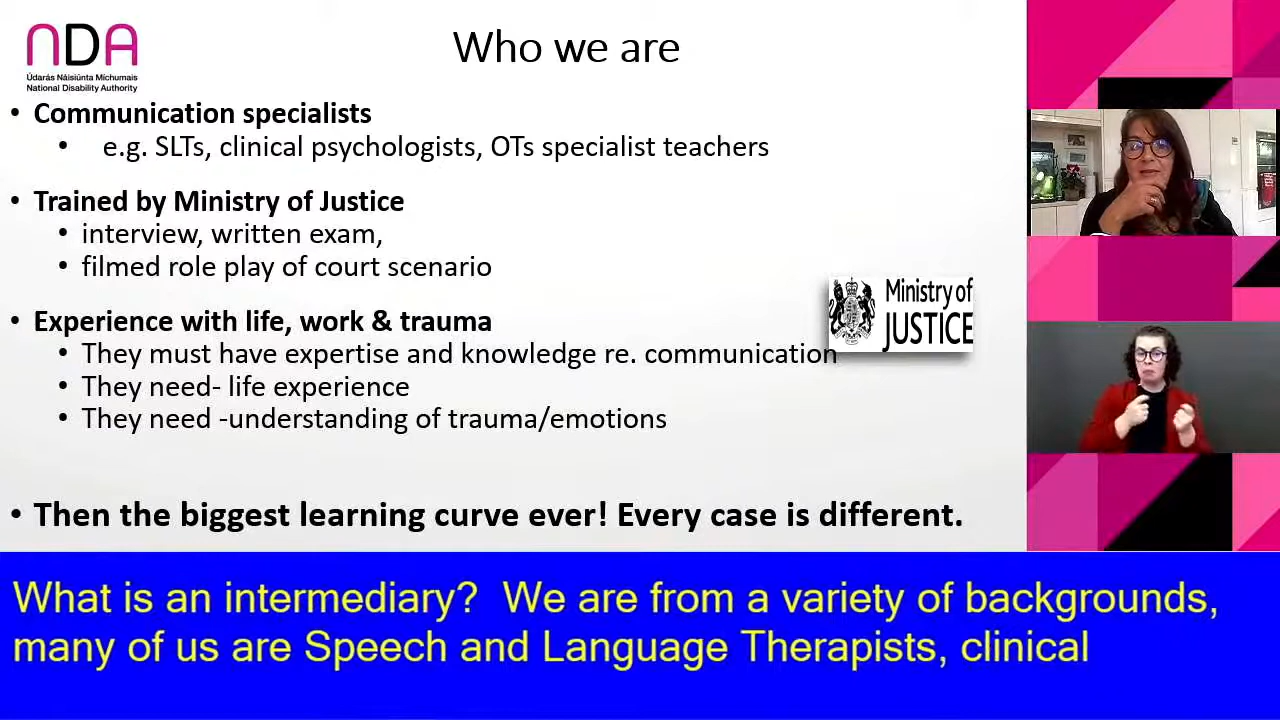 NDA
Údarás Náisiúnta Míchumais
National Disability Authority
Who we are
• Communication specialists
• e.g. SLTs, clinical psychologists, OTs specialist teachers
• Trained by Ministry of Justice
• interview, written exam,
• filmed role play of court scenario
• Experience with life, work & trauma
• They must have expertise and knowledge re. communication
• They need- life experience
• They need -understanding of trauma/emotions
Ministry of
JUSTICE
• Then the biggest learning curve ever! Every case is different.
What is an intermediary?  We are from a variety of backgrounds,
many of us are Speech and Language Therapists, clinical